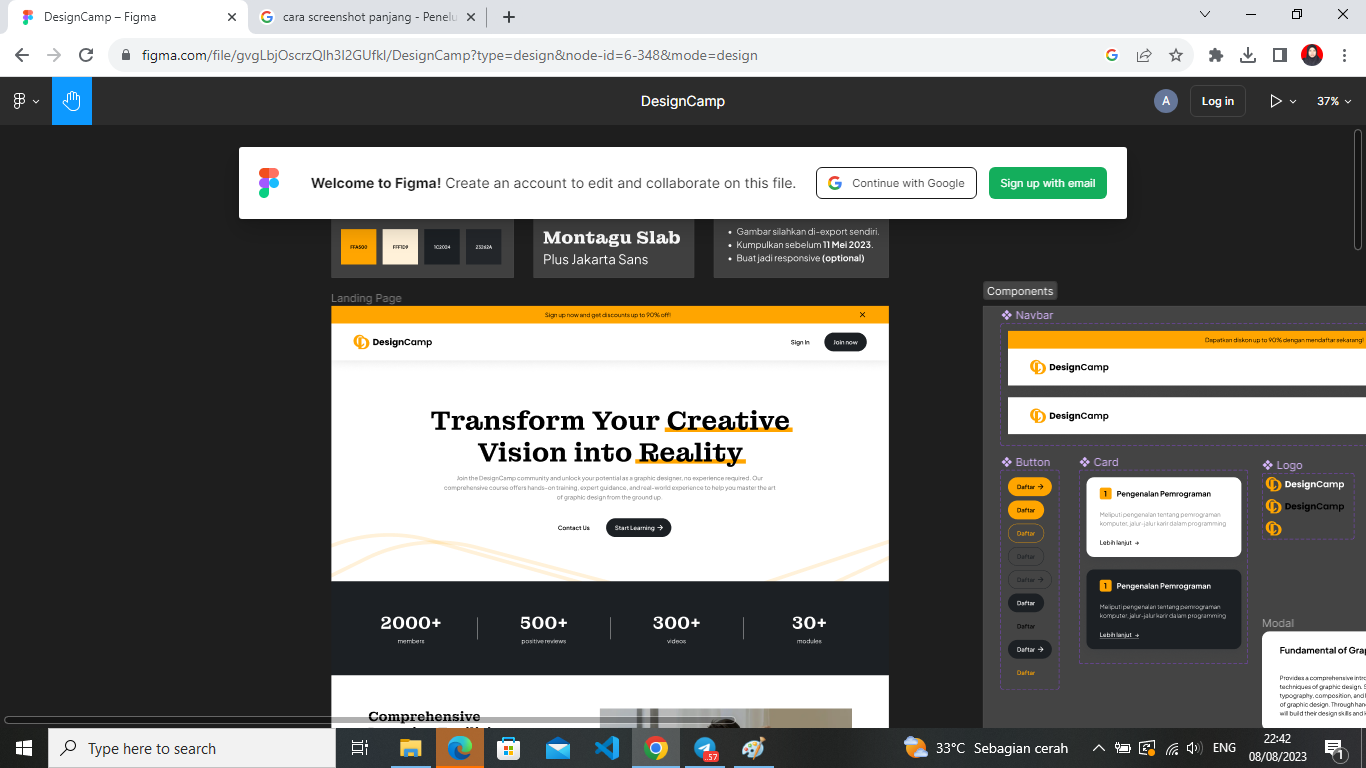 DesignCamp – Figma
cara screenshot panjang - Penelu
figma.com/file/gvgLbjOscrzQlh3I2GUfkI/DesignCamp?type=design&node-id=6-348&mode=design
DesignCamp
A
Log in
37%
Welcome to Figma! Create an account to edit and collaborate on this file.
Continue with Google
Sign up with email
FFA500
FFF1D9
1C2024
23262A
Montagu Slab
Plus Jakarta Sans
• Gambar silahkan di-export sendiri.
• Kumpulkan sebelum 11 Mei 2023.
• Buat jadi responsive (optional)
Landing Page
Sign up now and get discounts up to 90% off!
DesignCamp
Sign In
Join now
Transform Your Creative
Vision into Reality
Join the DesignCamp community and unlock your potential as a graphic designer, no experience required. Our
comprehensive course offers hands-on training, expert guidance, and real-world experience to help you master the art
of graphic design from the ground up.
Contact Us
Start Learning →
2000+
members
500+
positive reviews
300+
videos
30+
modules
Comprehensive
Components
Navbar
Dapatkan diskon up to 90% dengan mendaftar sekarang!
DesignCamp
DesignCamp
Button
Daftar →
Daftar
Daftar
Daftar
Daftar →
Daftar
Daftar
Daftar →
Daftar
Card
1 Pengenalan Pemrograman
Meliputi pengenalan tentang pemrograman
komputer, jalur-jalur karir dalam programming
Lebih lanjut →
1 Pengenalan Pemrograman
Meliputi pengenalan tentang pemrograman
komputer, jalur-jalur karir dalam programming
Lebih lanjut →
Logo
DesignCamp
DesignCamp
Modal
Fundamental of Grap
Provides a comprehensive intro
techniques of graphic design. S
typography, composition, and
of graphic design. Through han
will build their design skills and k
Type here to search
57
33°C Sebagian cerah
ENG
22:42
08/08/2023
1